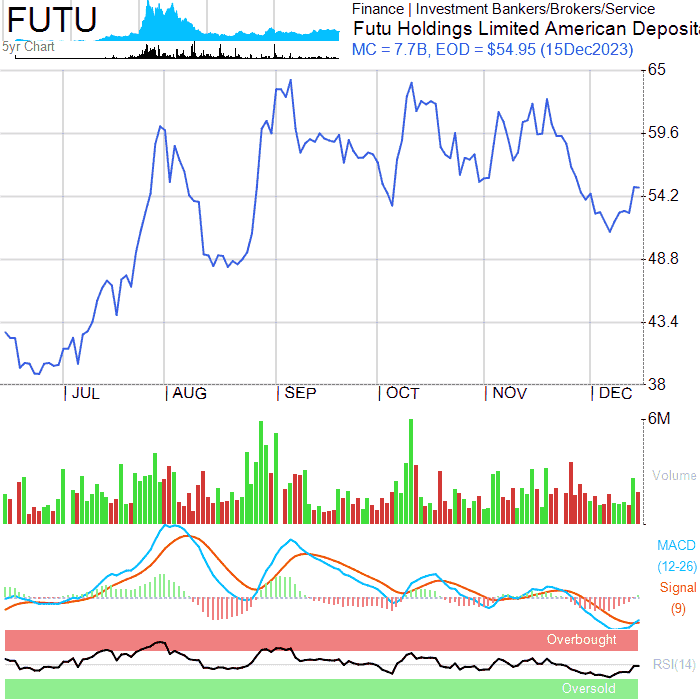 FUTU
5yr Chart
Finance | Investment Bankers/Brokers/Service
Futu Holdings Limited American Deposit
MC = 7.7B, EOD = $54.95 (15Dec2023)
65
59.6
54.2
48.8
43.4
38
JUL AUG SEP OCT NOV DEC
6M
Volume
MACD
(12-26)
Signal
(9)
Overbought
RSI(14)
Oversold